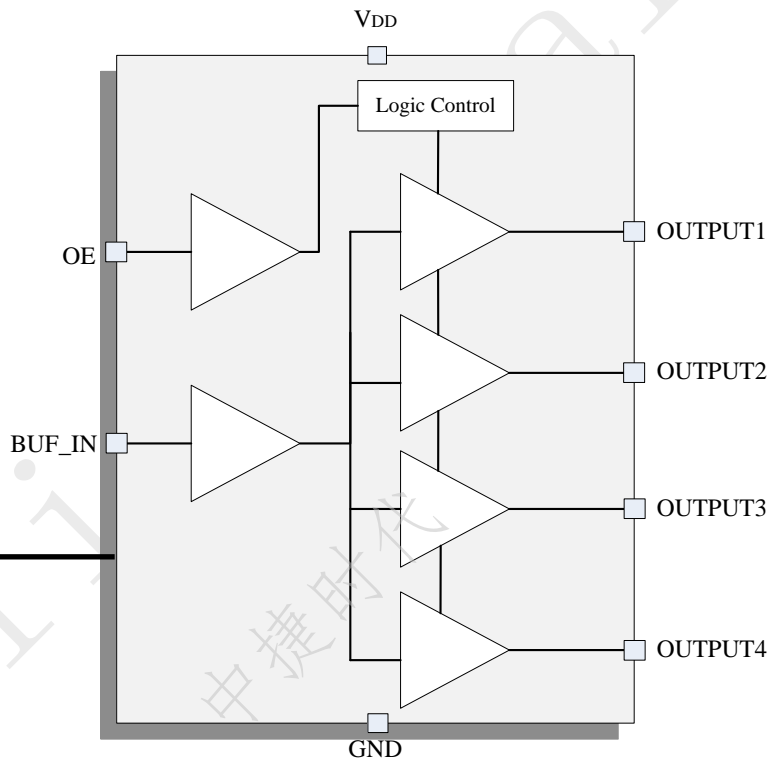 VDD
Logic Control
OE
OUTPUT1
OUTPUT2
BUF_IN
OUTPUT3
OUTPUT4
GND
中捷时代